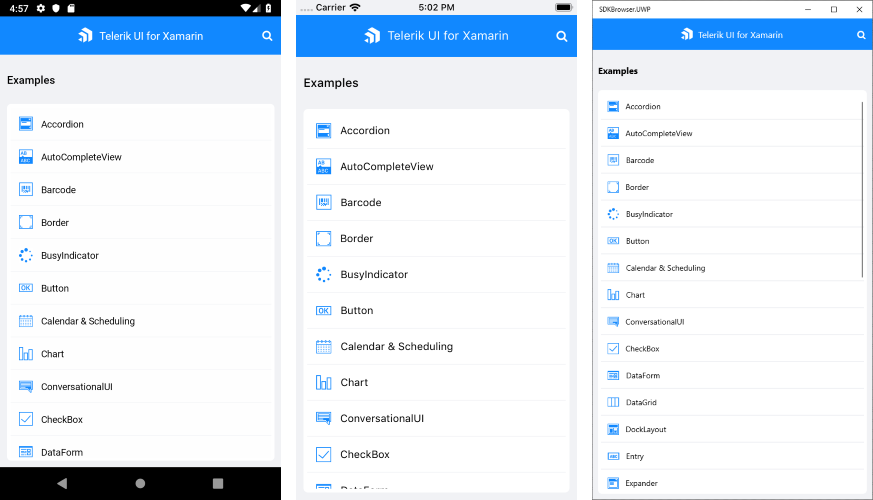 4:57
Telerik UI for Xamarin
Examples
Accordion
AutoCompleteView
Barcode
Border
BusyIndicator
Button
Calendar & Scheduling
Chart
ConversationalUI
CheckBox
DataForm
Carrier
5:02 PM
Telerik UI for Xamarin
Examples
Accordion
AutoCompleteView
Barcode
Border
BusyIndicator
Button
Calendar & Scheduling
Chart
ConversationalUI
CheckBox
DataForm
SDKBrowser.UWP
Telerik UI for Xamarin
Examples
Accordion
AutoCompleteView
Barcode
Border
BusyIndicator
Button
Calendar & Scheduling
Chart
ConversationalUI
CheckBox
DataForm
DataGrid
DockLayout
Entry
Expander